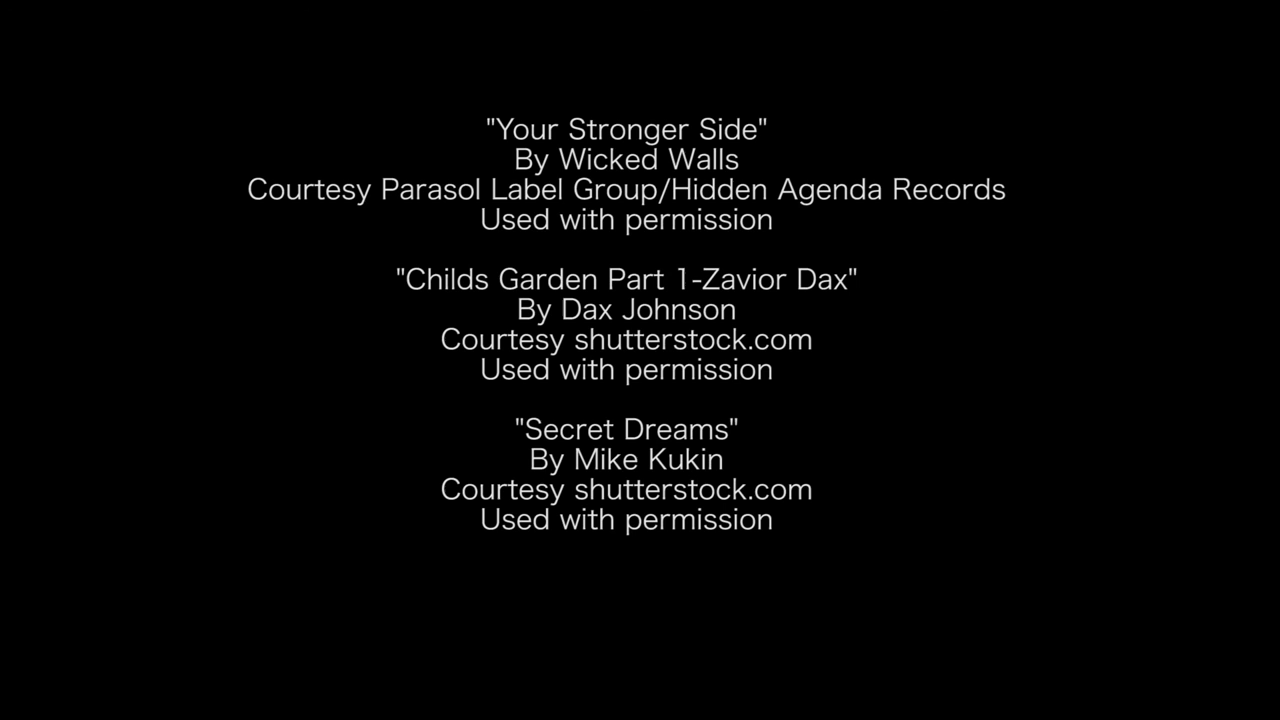 "Your Stronger Side"
By Wicked Walls
Courtesy Parasol Label Group/Hidden Agenda Records
Used with permission
"Childs Garden Part 1-Zavior Dax"
By Dax Johnson
Courtesy shutterstock.com
Used with permission
"Secret Dreams"
By Mike Kukin
Courtesy shutterstock.com
Used with permission